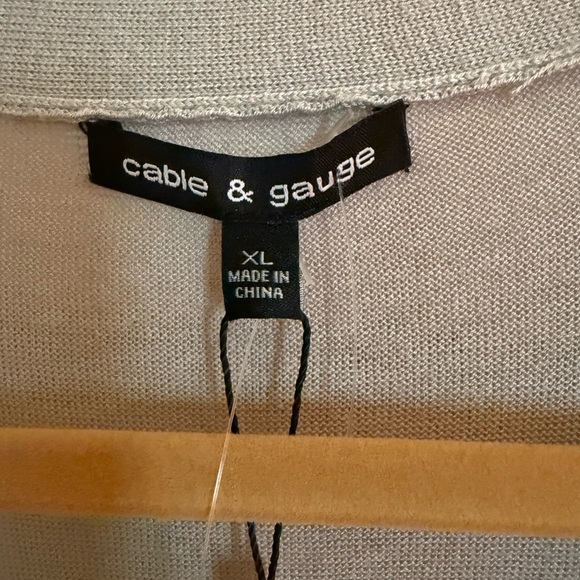 cable & gauge
XL
MADE IN
CHINA